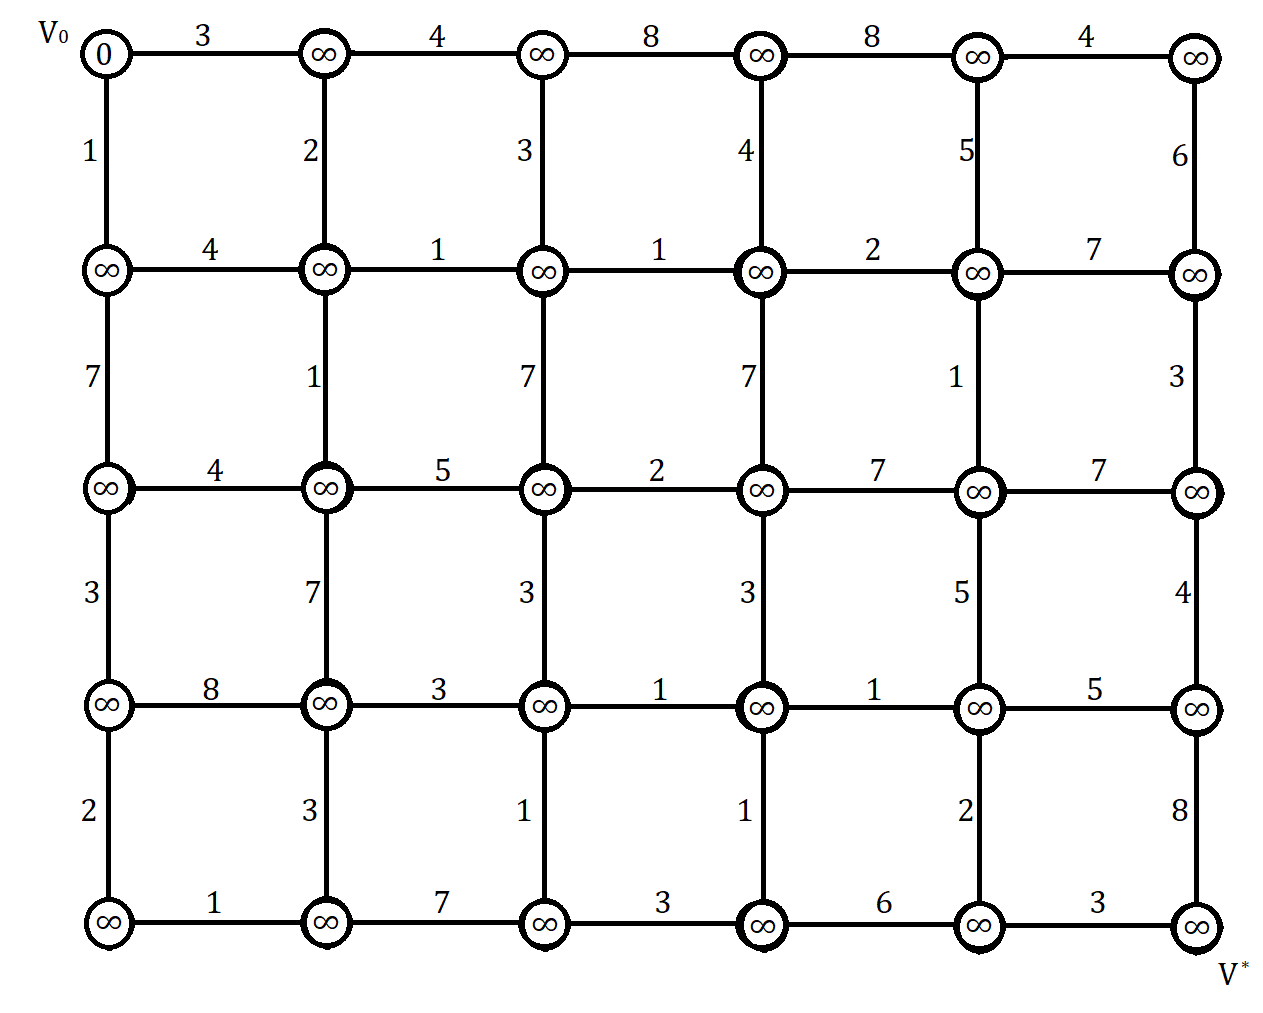 V₀ 0 3 ∞ 4 ∞ 8 ∞ 8 ∞ 4 ∞
1 2 3 4 5 6
∞ 4 ∞ 1 ∞ 1 ∞ 2 ∞ 7 ∞
7 1 7 7 1 3
∞ 4 ∞ 5 ∞ 2 ∞ 7 ∞ 7 ∞
3 7 3 3 5 4
∞ 8 ∞ 3 ∞ 1 ∞ 1 ∞ 5 ∞
2 3 1 1 2 8
∞ 1 ∞ 7 ∞ 3 ∞ 6 ∞ 3 ∞
V*